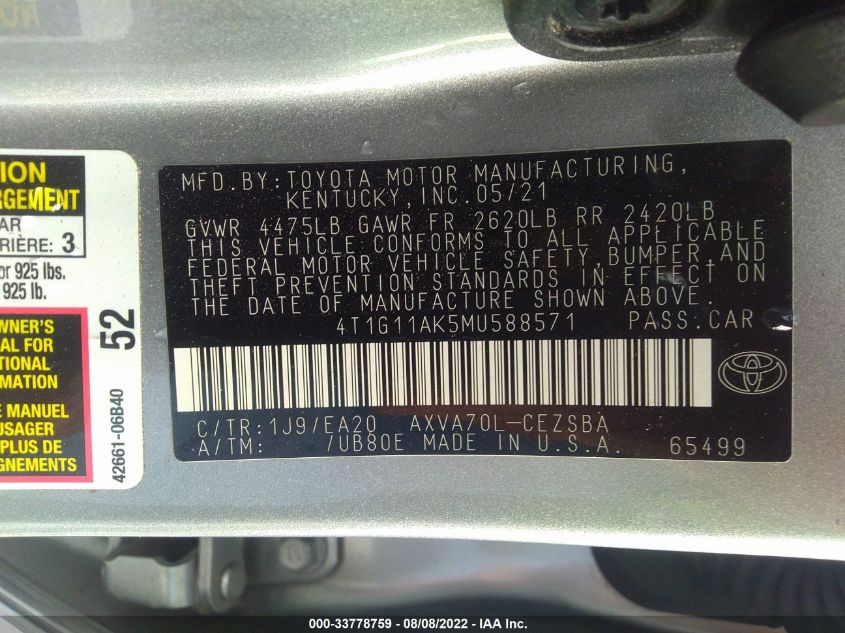 ION
RGEMENT
AR
RIÈRE: 3
or 925 lbs.
925 lb.
WNER'S
AL FOR
TIONAL
RMATION
E MANUEL
USAGER
PLUS DE
GNEMENTS
52
42661-06B40
MFD. BY: TOYOTA MOTOR MANUFACTURING,
KENTUCKY, INC. 05/21
GVWR 4475LB GAWR FR 2620LB RR 2420LB
THIS VEHICLE CONFORMS TO ALL APPLICABLE
FEDERAL MOTOR VEHICLE SAFETY, BUMPER, AND
THEFT PREVENTION STANDARDS IN EFFECT ON
THE DATE OF MANUFACTURE SHOWN ABOVE.
4T1G11AK5MU588571 PASS. CAR
C/TR: 1J9/EA20 AXVA70L-CEZSBA
A/TM: /UB80E MADE IN U.S.A. 65499
000-33778759 - 08/08/2022 - IAA Inc.